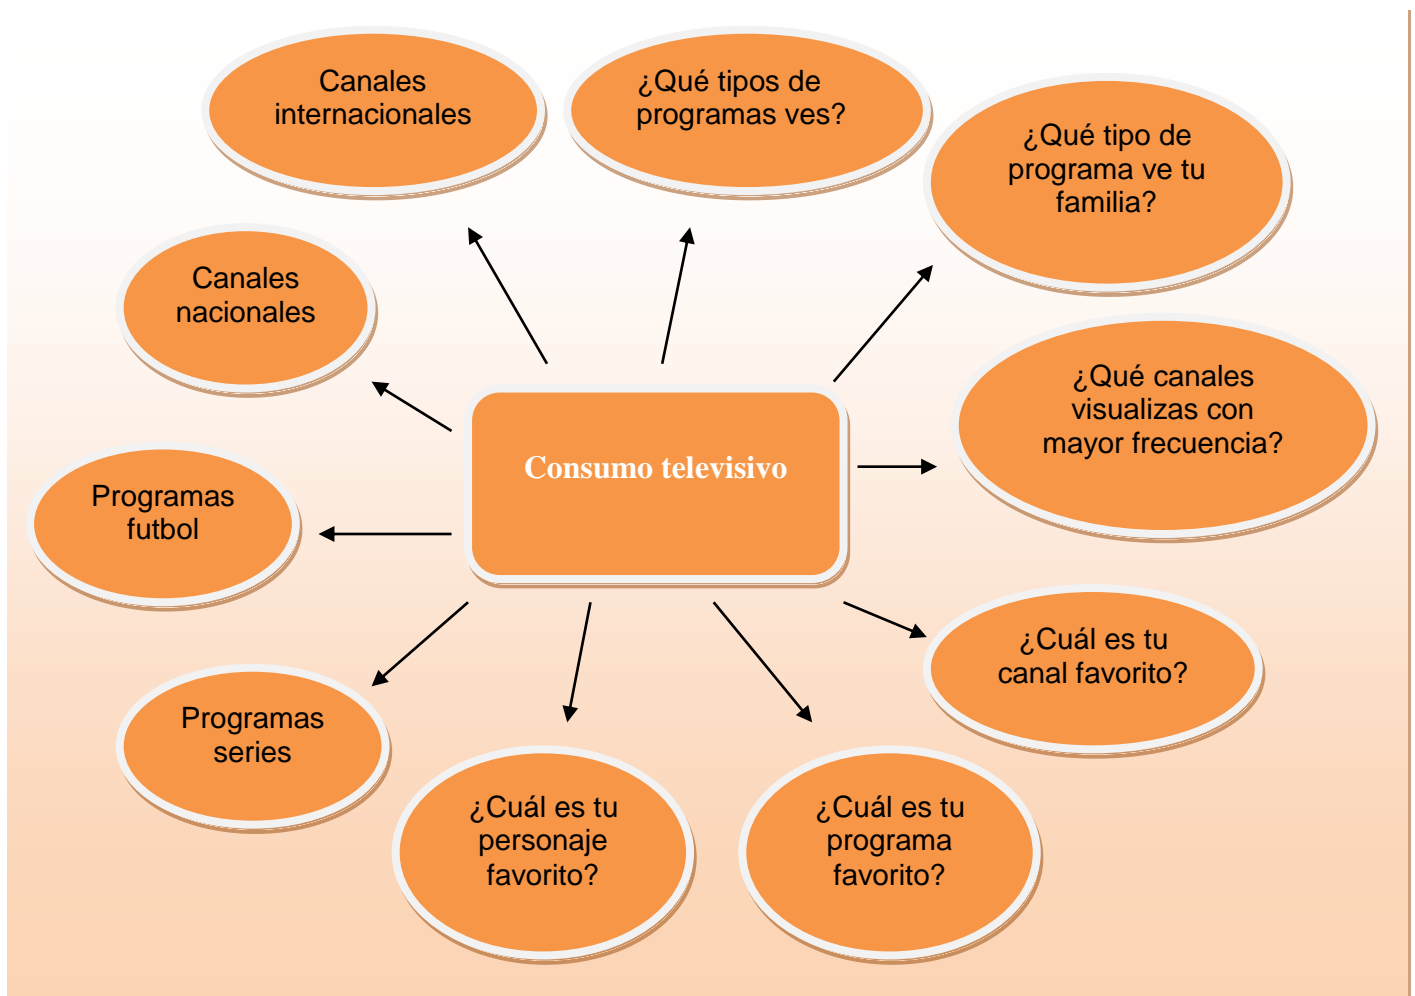 Canales
internacionales
¿Qué tipos de
programas ves?
¿Qué tipo de
programa ve tu
familia?
Canales
nacionales
¿Qué canales
visualizas con
mayor frecuencia?
Consumo televisivo
Programas
futbol
¿Cuál es tu
canal favorito?
Programas
series
¿Cuál es tu
personaje
favorito?
¿Cuál es tu
programa
favorito?